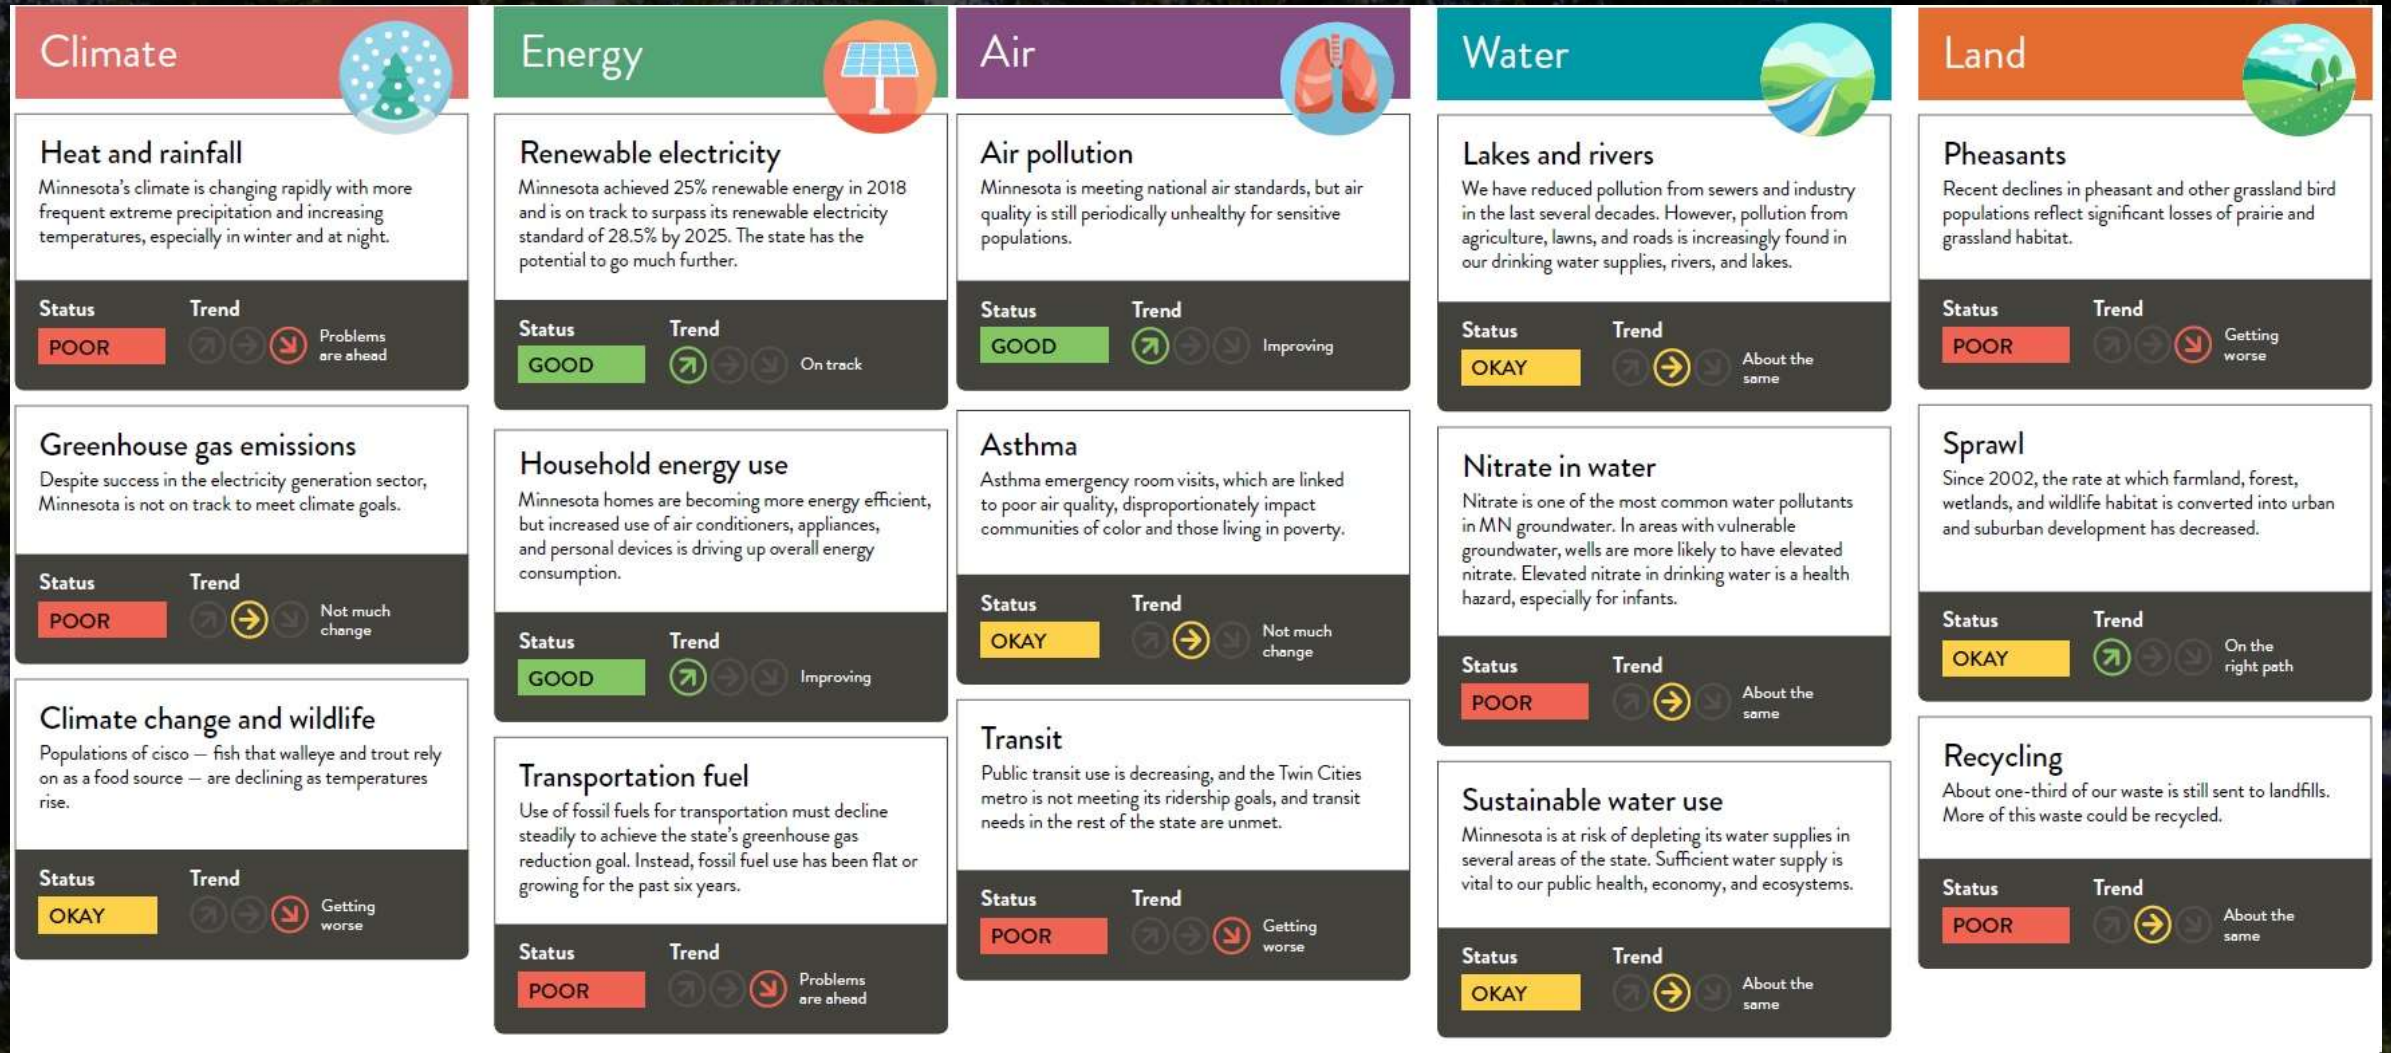 Climate
Heat and rainfall
Minnesota's climate is changing rapidly with more
frequent extreme precipitation and increasing
temperatures, especially in winter and at night.
Status
Trend
POOR
Problems
are ahead
Greenhouse gas emissions
Despite success in the electricity generation sector,
Minnesota is not on track to meet climate goals.
Status
Trend
POOR
Not much
change
Climate change and wildlife
Populations of cisco — fish that walleye and trout rely
on as a food source — are declining as temperatures
rise.
Status
Trend
OKAY
Getting
worse
Energy
Renewable electricity
Minnesota achieved 25% renewable energy in 2018
and is on track to surpass its renewable electricity
standard of 28.5% by 2025. The state has the
potential to go much further.
Status
Trend
GOOD
On track
Household energy use
Minnesota homes are becoming more energy efficient,
but increased use of air conditioners, appliances,
and personal devices is driving up overall energy
consumption.
Status
Trend
GOOD
Improving
Transportation fuel
Use of fossil fuels for transportation must decline
steadily to achieve the state's greenhouse gas
reduction goal. Instead, fossil fuel use has been flat or
growing for the past six years.
Status
Trend
POOR
Problems
are ahead
Air
Air pollution
Minnesota is meeting national air standards, but air
quality is still periodically unhealthy for sensitive
populations.
Status
Trend
GOOD
Improving
Asthma
Asthma emergency room visits, which are linked
to poor air quality, disproportionately impact
communities of color and those living in poverty.
Status
Trend
OKAY
Not much
change
Transit
Public transit use is decreasing, and the Twin Cities
metro is not meeting its ridership goals, and transit
needs in the rest of the state are unmet.
Status
Trend
POOR
Getting
worse
Water
Lakes and rivers
We have reduced pollution from sewers and industry
in the last several decades. However, pollution from
agriculture, lawns, and roads is increasingly found in
our drinking water supplies, rivers, and lakes.
Status
Trend
OKAY
About the
same
Nitrate in water
Nitrate is one of the most common water pollutants
in MN groundwater. In areas with vulnerable
groundwater, wells are more likely to have elevated
nitrate. Elevated nitrate in drinking water is a health
hazard, especially for infants.
Status
Trend
POOR
About the
same
Sustainable water use
Minnesota is at risk of depleting its water supplies in
several areas of the state. Sufficient water supply is
vital to our public health, economy, and ecosystems.
Status
Trend
OKAY
About the
same
Land
Pheasants
Recent declines in pheasant and other grassland bird
populations reflect significant losses of prairie and
grassland habitat.
Status
Trend
POOR
Getting
worse
Sprawl
Since 2002, the rate at which farmland, forest,
wetlands, and wildlife habitat is converted into urban
and suburban development has decreased.
Status
Trend
OKAY
On the
right path
Recycling
About one-third of our waste is still sent to landfills.
More of this waste could be recycled.
Status
Trend
POOR
About the
same